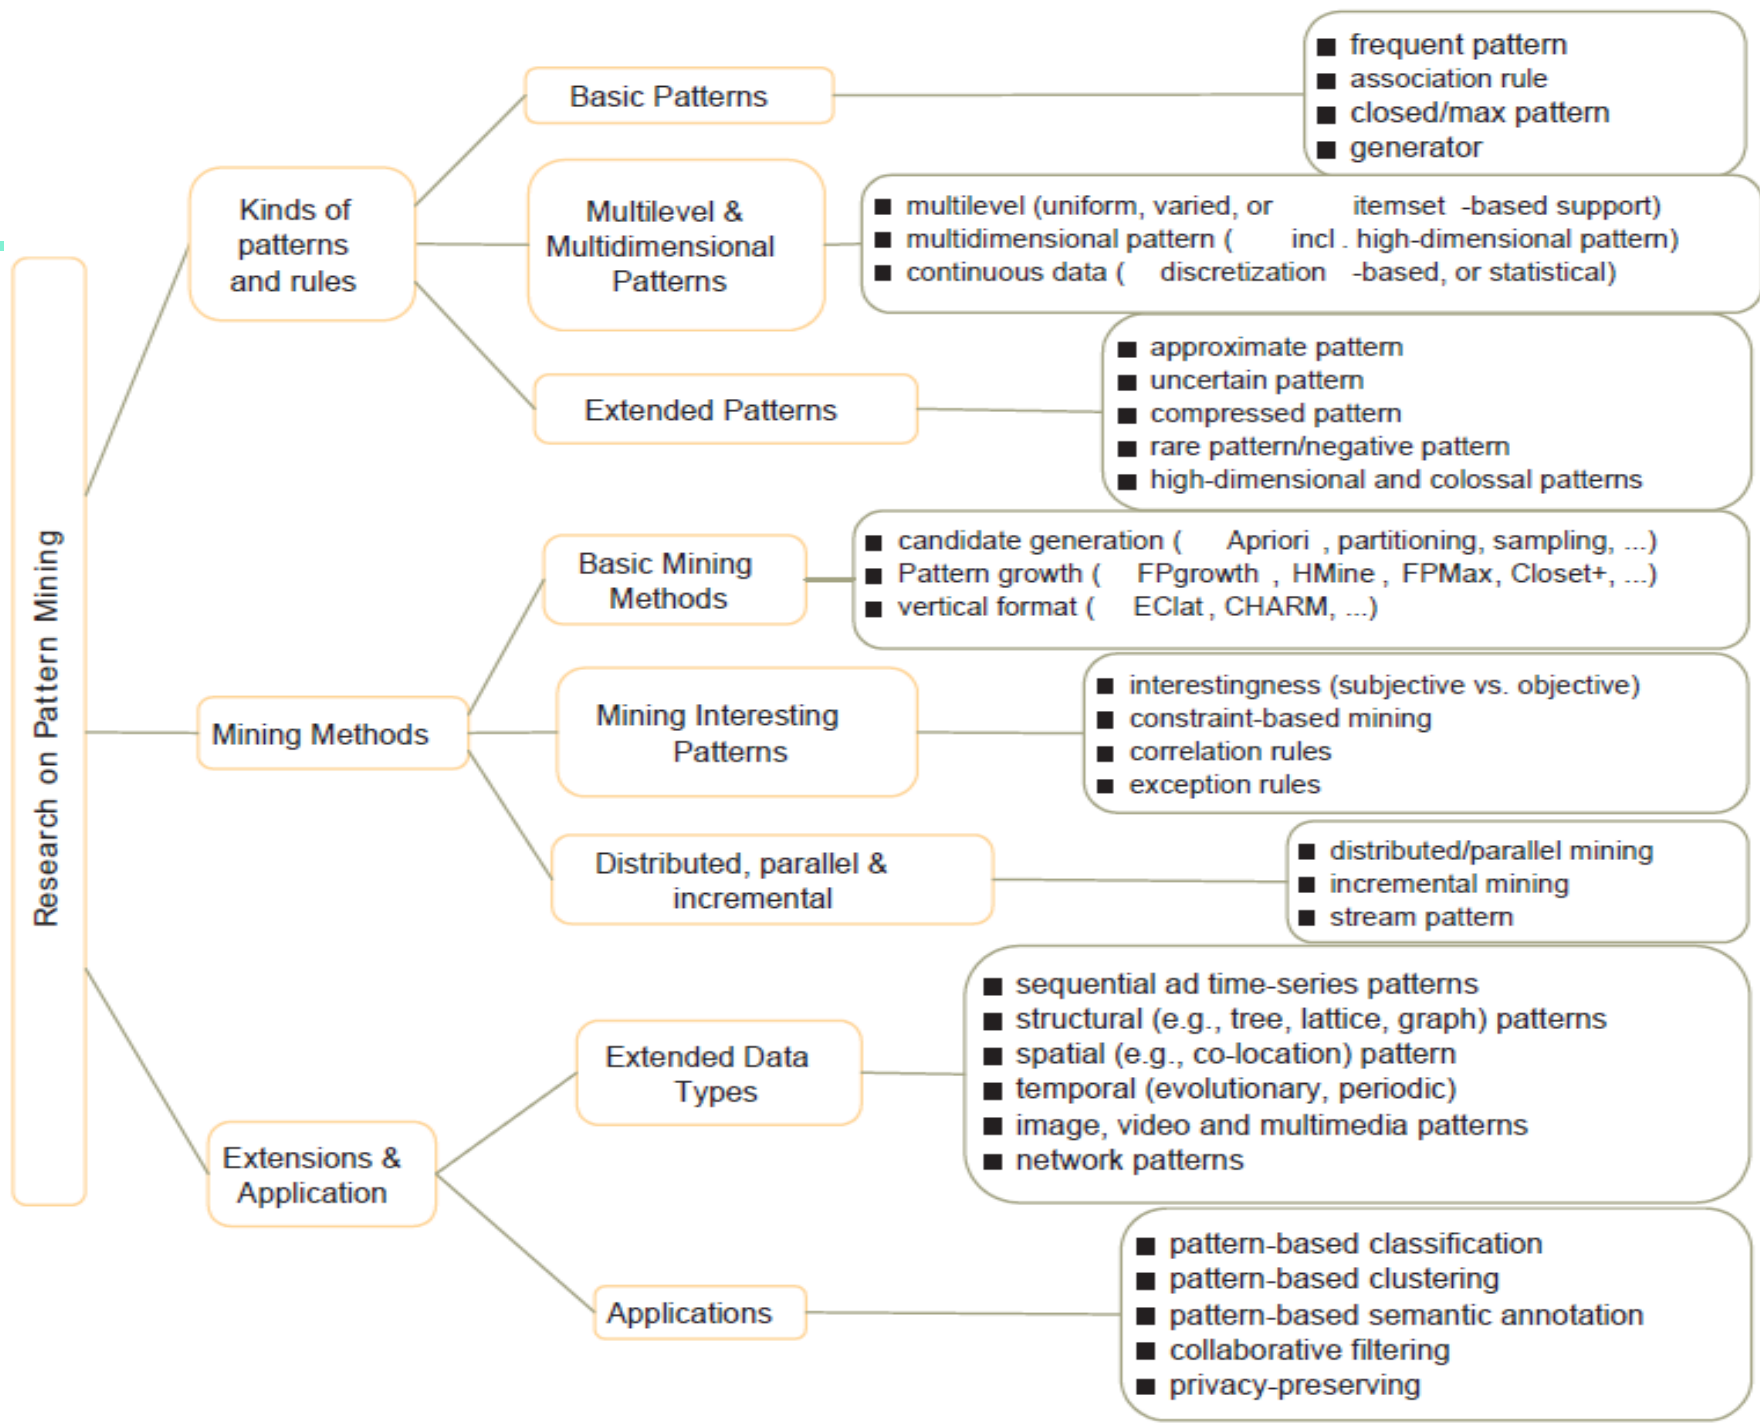 Research on Pattern Mining
Kinds of
patterns
and rules
Basic Patterns
■ frequent pattern
■ association rule
■ closed/max pattern
■ generator
Multilevel &
Multidimensional
Patterns
■ multilevel (uniform, varied, or itemset -based support)
■ multidimensional pattern ( incl . high-dimensional pattern)
■ continuous data ( discretization -based, or statistical)
Extended Patterns
■ approximate pattern
■ uncertain pattern
■ compressed pattern
■ rare pattern/negative pattern
■ high-dimensional and colossal patterns
Mining Methods
Basic Mining
Methods
■ candidate generation ( Apriori , partitioning, sampling, ...)
■ Pattern growth ( FPgrowth , HMine , FPMax, Closet+, ...)
■ vertical format ( EClat , CHARM, ...)
Mining Interesting
Patterns
■ interestingness (subjective vs. objective)
■ constraint-based mining
■ correlation rules
■ exception rules
Distributed, parallel &
incremental
■ distributed/parallel mining
■ incremental mining
■ stream pattern
Extensions &
Application
Extended Data
Types
■ sequential ad time-series patterns
■ structural (e.g., tree, lattice, graph) patterns
■ spatial (e.g., co-location) pattern
■ temporal (evolutionary, periodic)
■ image, video and multimedia patterns
■ network patterns
Applications
■ pattern-based classification
■ pattern-based clustering
■ pattern-based semantic annotation
■ collaborative filtering
■ privacy-preserving